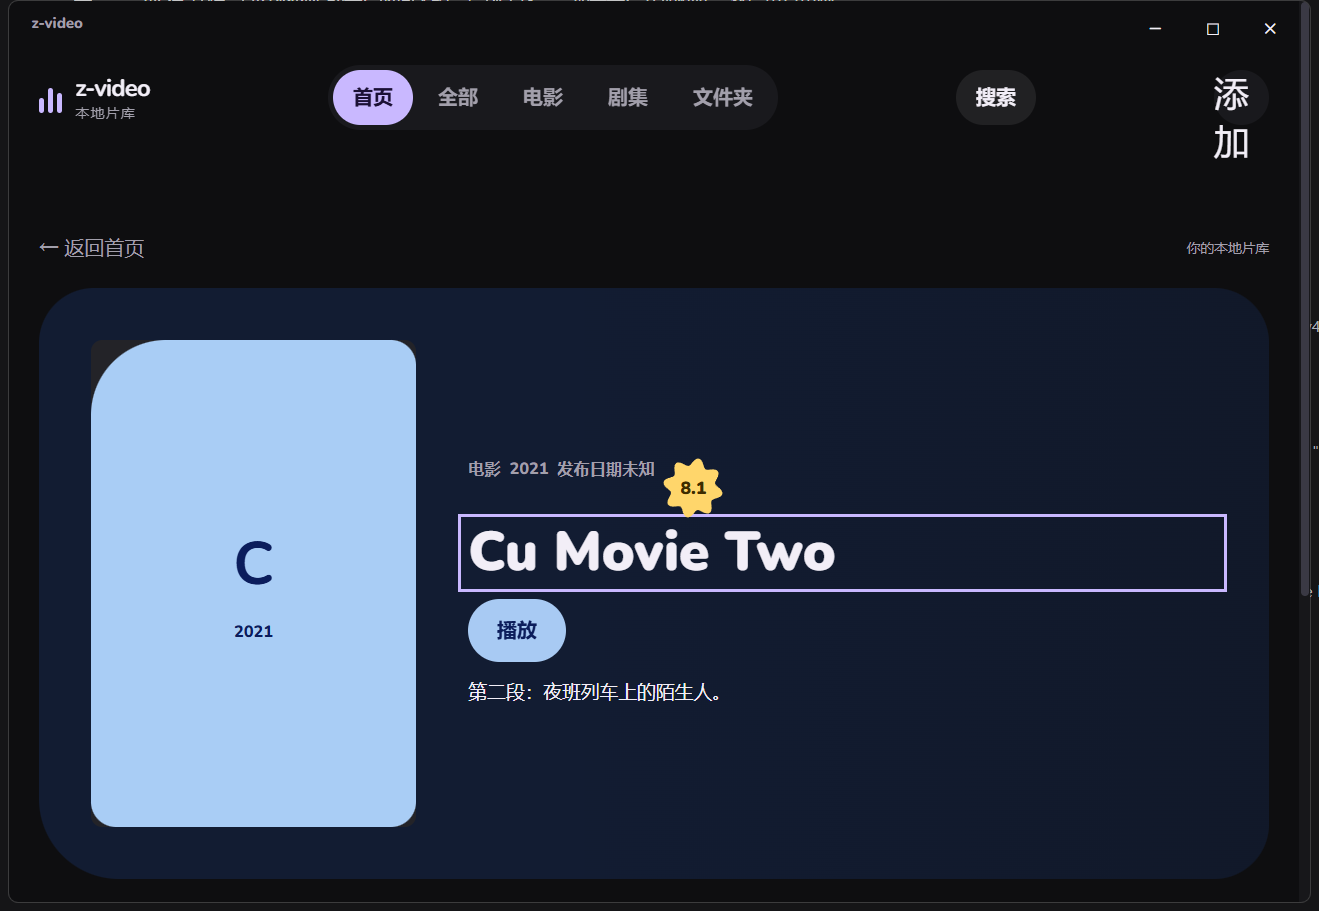 z-video
z-video
本地片库
首页 全部 电影 剧集 文件夹
搜索
添
加
← 返回首页
你的本地片库
C
2021
电影 2021 发布日期未知
8.1
Cu Movie Two
播放
第二段：夜班列车上的陌生人。